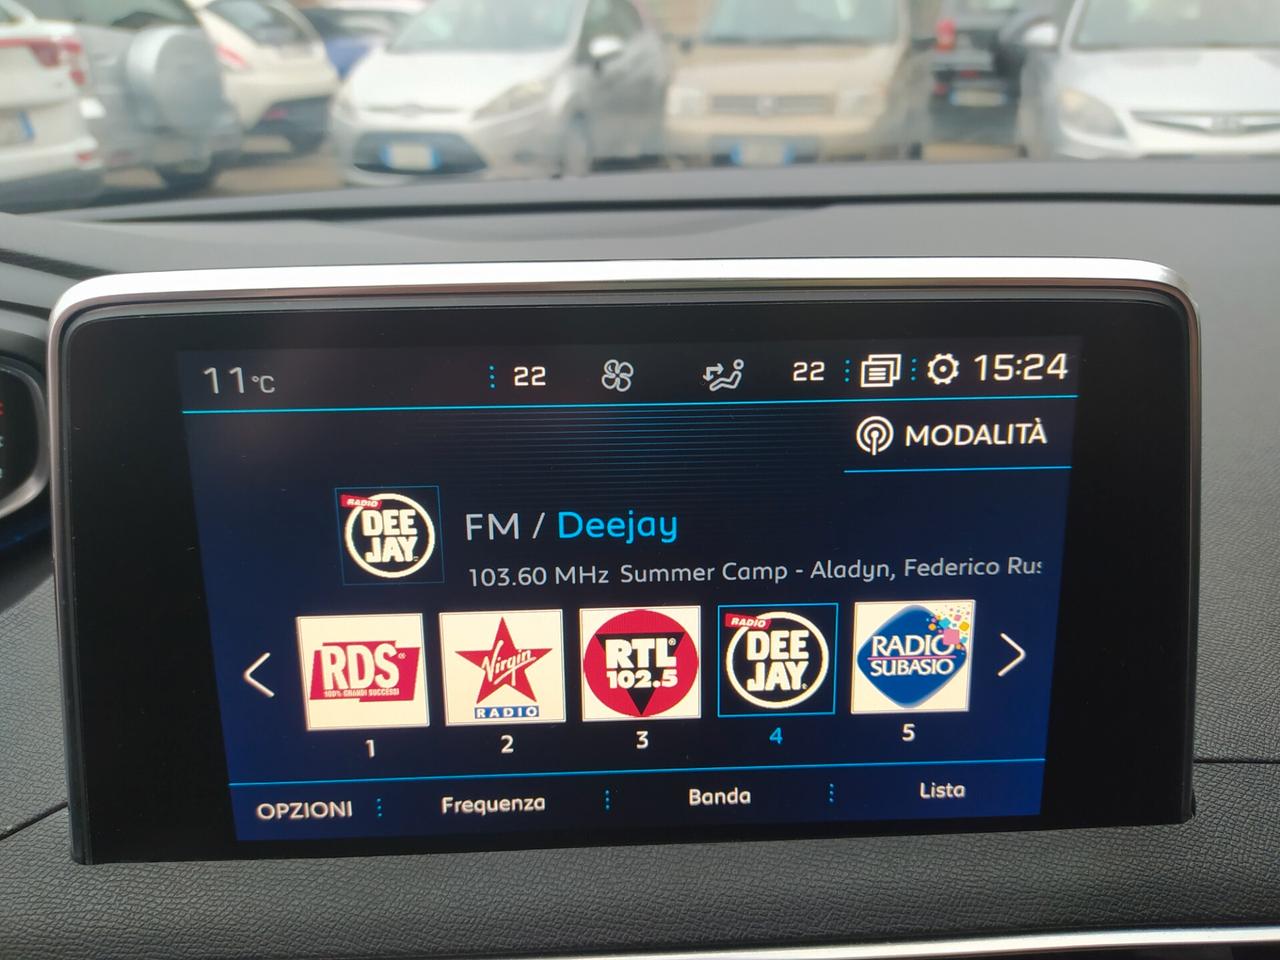 11°C 22 22 15:24
MODALITÀ
RADIO
DEE
JAY
FM / Deejay
103.60 MHz Summer Camp - Aladyn, Federico Rus
RDS
100% GRANDI SUCCESSI
1
Virgin
RADIO
2
RTL
102.5
3
RADIO
DEE
JAY
4
RADIO
SUBASIO
5
OPZIONI Frequenza Banda Lista